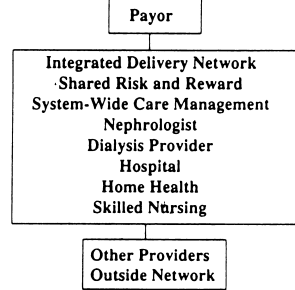 Payor
Integrated Delivery Network
Shared Risk and Reward
System-Wide Care Management
Nephrologist
Dialysis Provider
Hospital
Home Health
Skilled Nursing
Other Providers
Outside Network